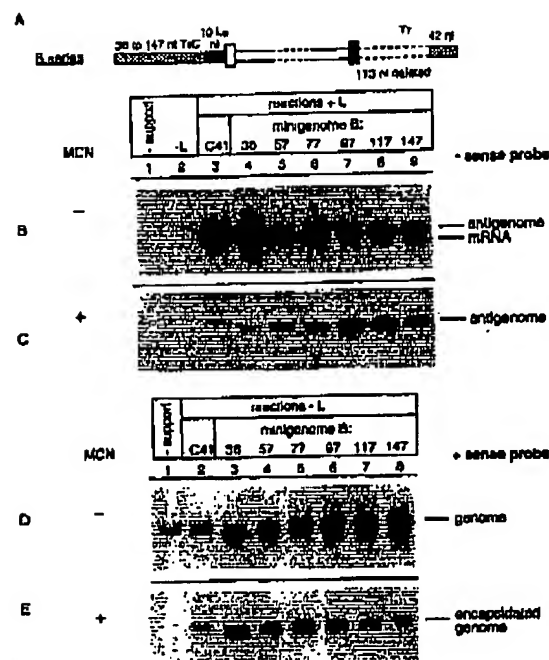 A
10 Le
Tr
42 nt
B series
36 to 147 nt TrC
nt
113 nt deleted
- support
- L
reactions + L
minigenome B:
MCN
C41 36 57 77 97 117 147
- sense probe
1 2 3 4 5 6 7 8 9
B
-
antigenome
mRNA
C
+
antigenome
- support
reactions - L
minigenome B:
MCN
C41 36 57 77 97 117 147
+ sense probe
1 2 3 4 5 6 7 8
D
-
genome
E
+
encapsidated
genome